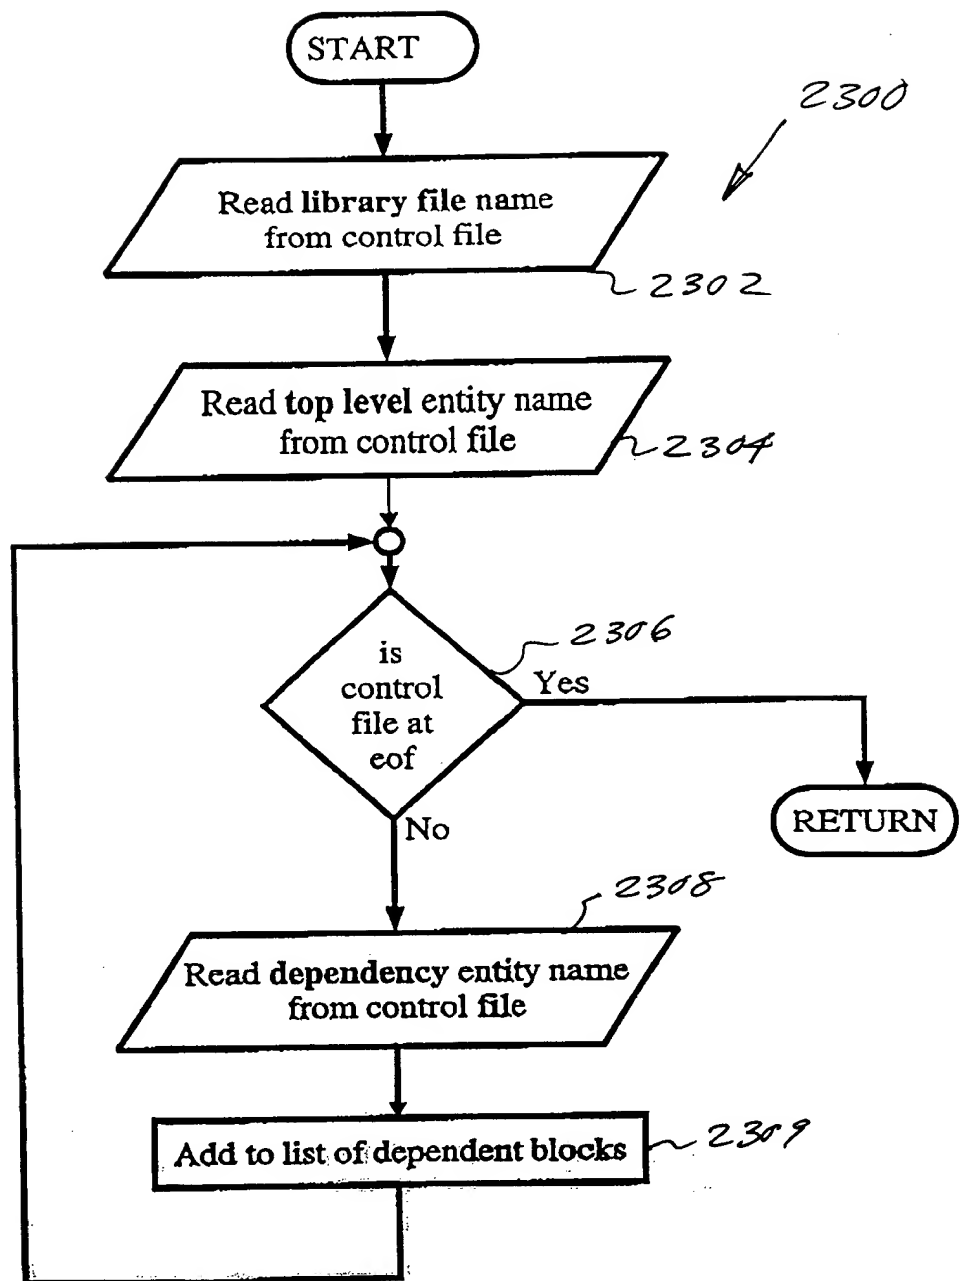 START
2300
Read library file name
from control file
2302
Read top level entity name
from control file
2304
2306
is
control
file at
eof
Yes
RETURN
No
2308
Read dependency entity name
from control file
Add to list of dependent blocks
2309